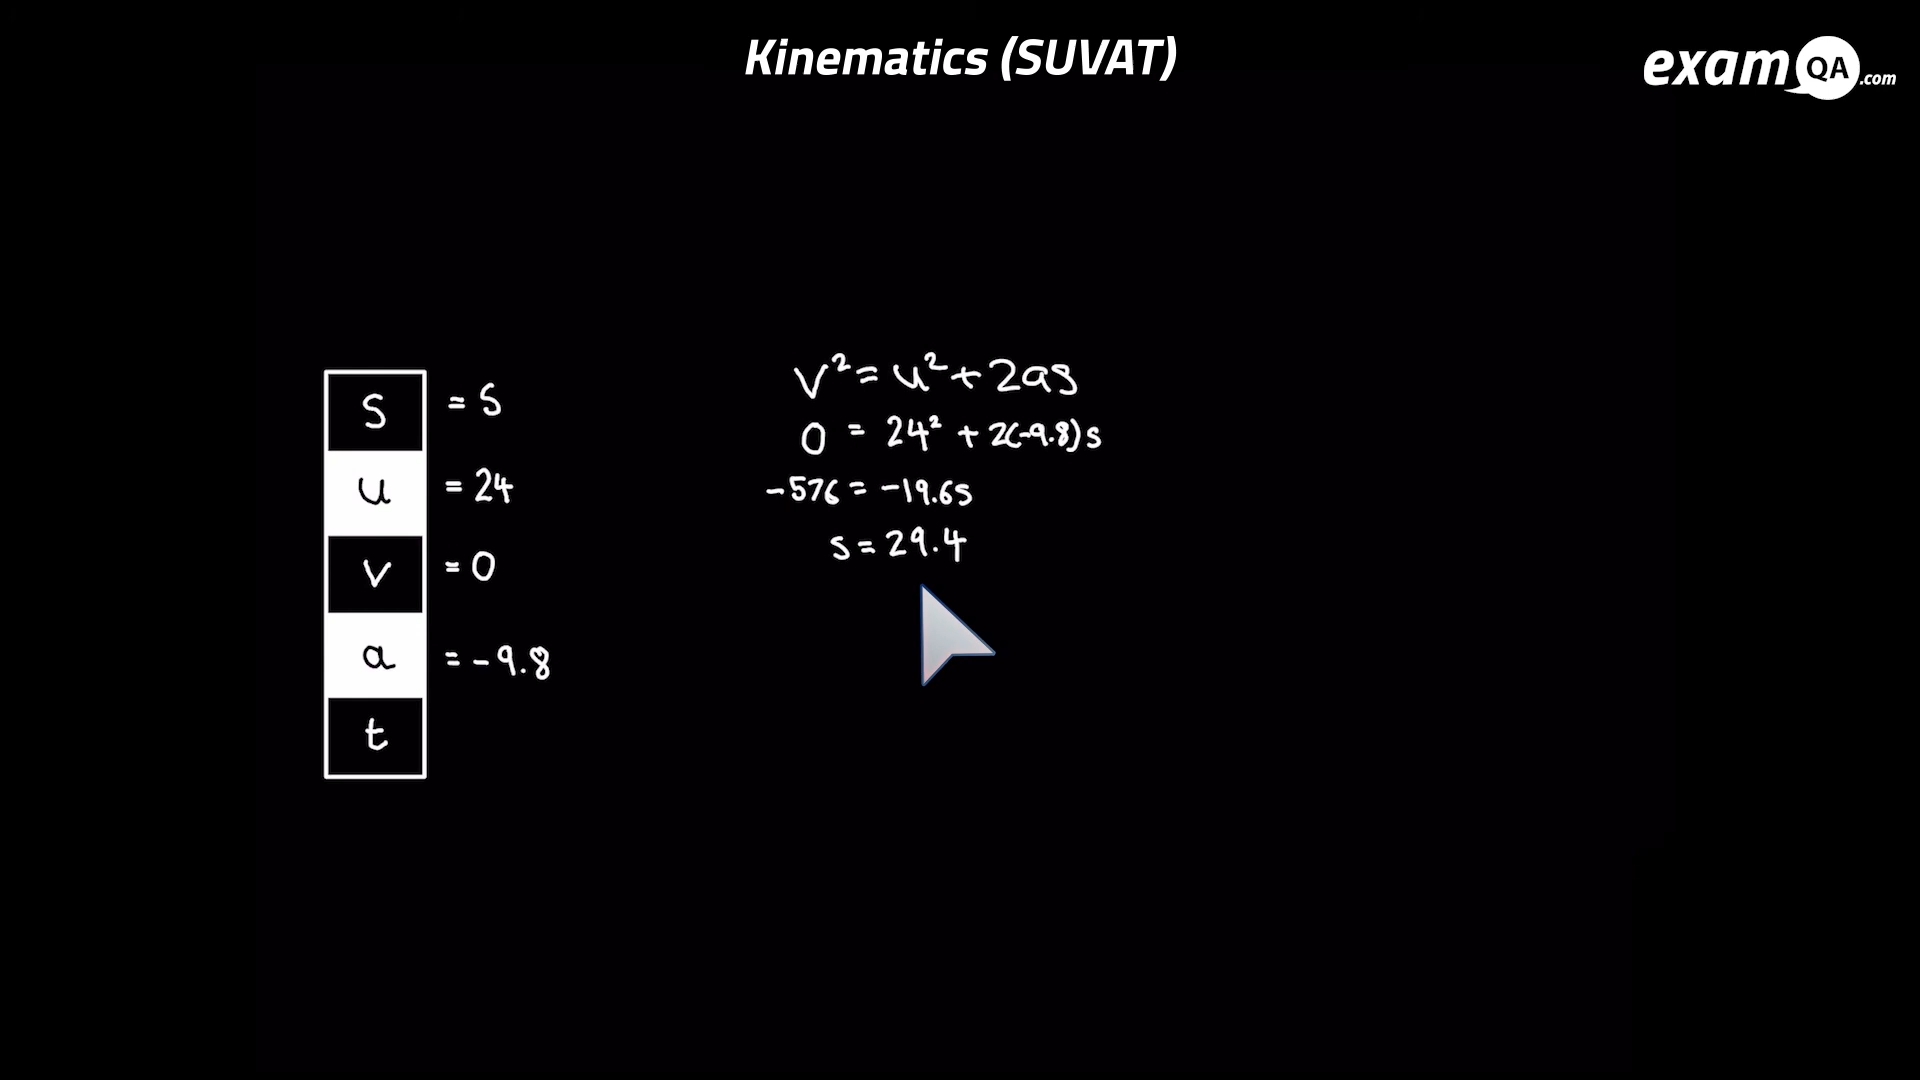 Kinematics (SUVAT)
examQA.com
s = s
u = 24
v = 0
a = -9.8
t
v² = u² + 2as
0 = 24² + 2(-9.8)s
-576 = -19.6s
s = 29.4